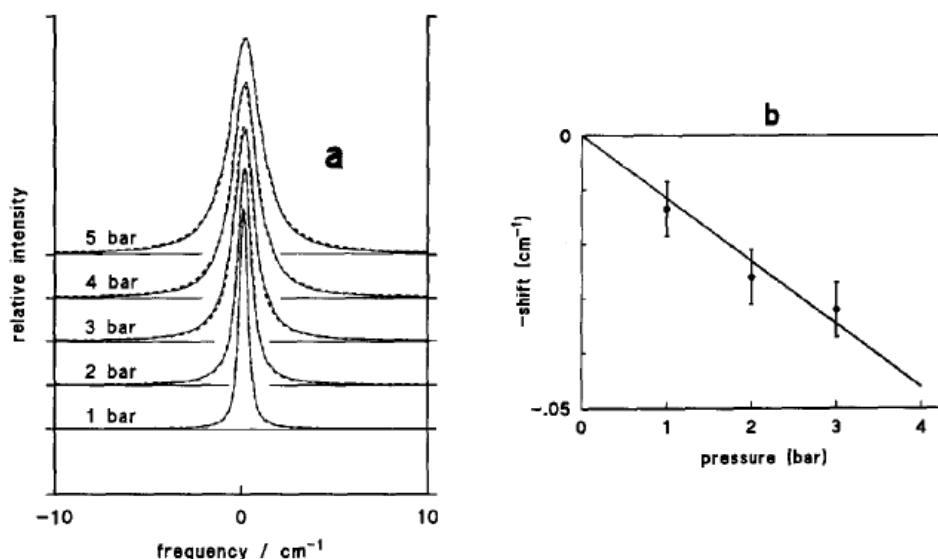 a
relative intensity
5 bar
4 bar
3 bar
2 bar
1 bar
-10
0
10
frequency / cm⁻¹
b
0
-shift (cm⁻¹)
-.05
0
1
2
3
4
pressure (bar)